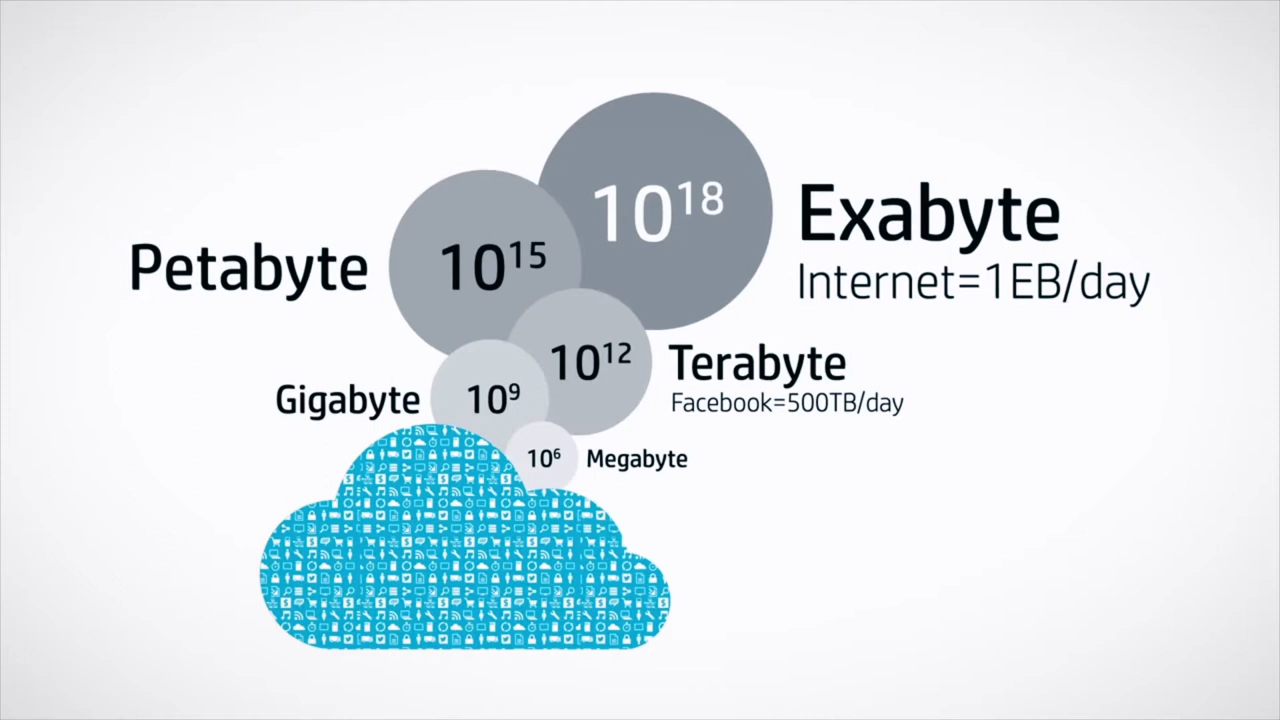 10¹⁸
Exabyte
Internet=1EB/day
Petabyte
10¹⁵
10¹²
Terabyte
Facebook=500TB/day
Gigabyte
10⁹
10⁶
Megabyte